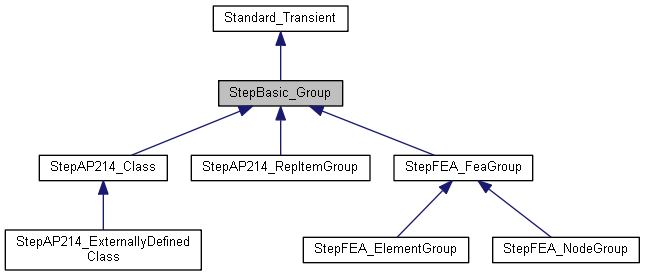 Standard_Transient
StepBasic_Group
StepAP214_Class
StepAP214_RepItemGroup
StepFEA_FeaGroup
StepAP214_ExternallyDefined
Class
StepFEA_ElementGroup
StepFEA_NodeGroup